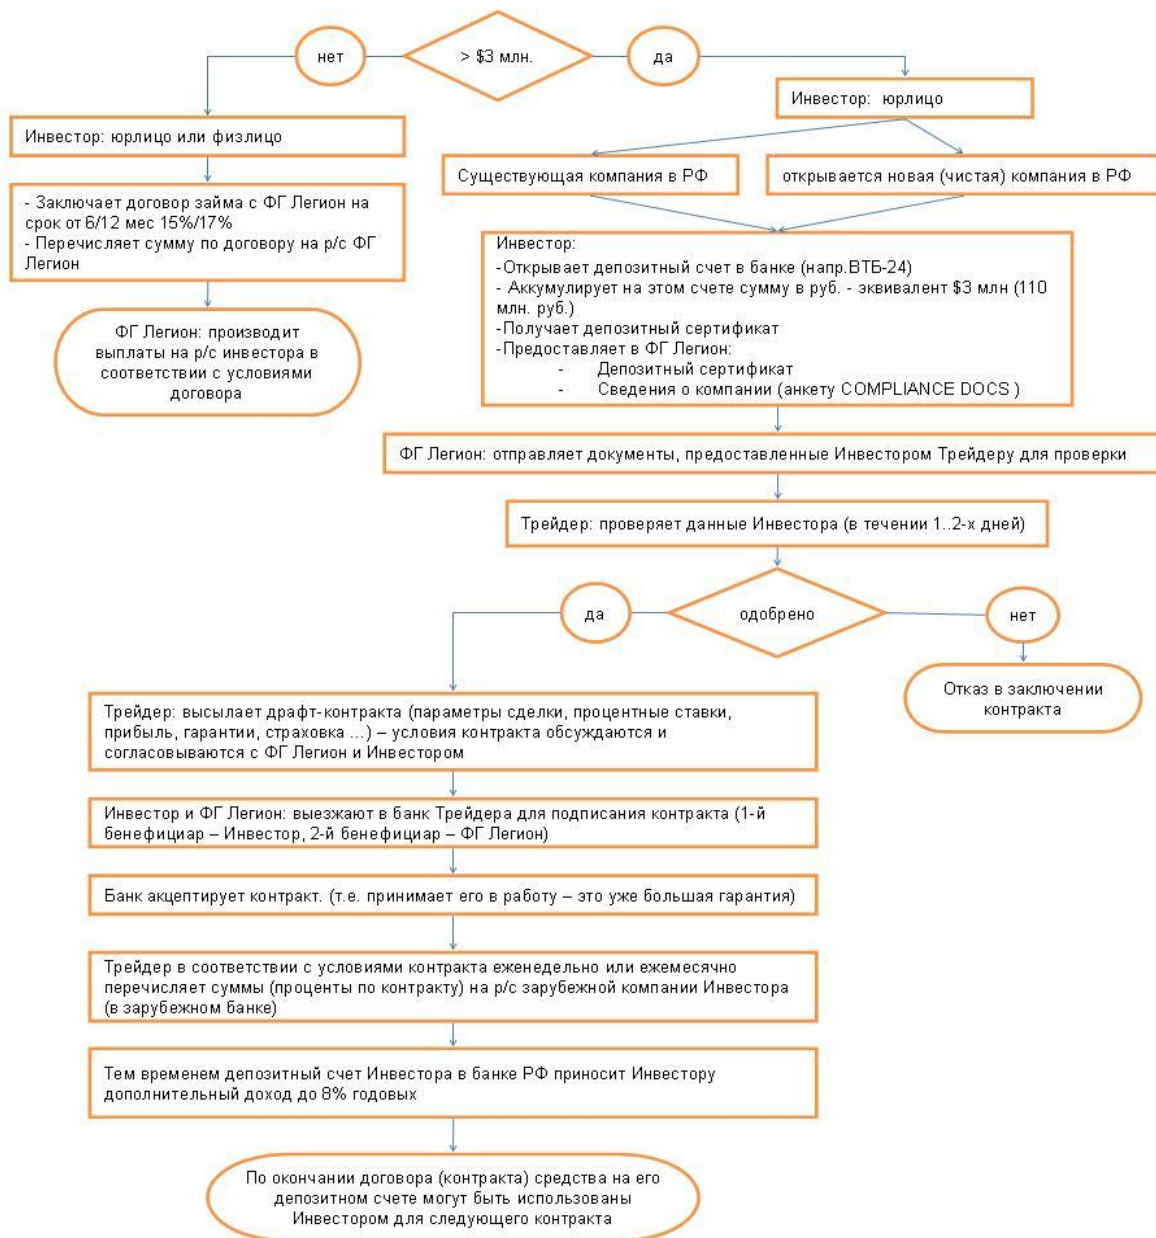 нет
> $3 млн.
да
Инвестор: юрлицо
Инвестор: юрлицо или физлицо
Существующая компания в РФ
открывается новая (чистая) компания в РФ
- Заключает договор займа с ФГ Легион на
срок от 6/12 мес 15%/17%
- Перечисляет сумму по договору на р/с ФГ
Легион
ФГ Легион: производит
выплаты на р/с инвестора в
соответствии с условиями
договора
Инвестор:
-Открывает депозитный счет в банке (напр.ВТБ-24)
- Аккумулирует на этом счете сумму в руб. - эквивалент $3 млн (110
млн. руб.)
-Получает депозитный сертификат
-Предоставляет в ФГ Легион:
- Депозитный сертификат
- Сведения о компании (анкету COMPLIANCE DOCS )
ФГ Легион: отправляет документы, предоставленные Инвестором Трейдеру для проверки
Трейдер: проверяет данные Инвестора (в течении 1..2-х дней)
да
одобрено
нет
Отказ в заключении
контракта
Трейдер: высылает драфт-контракта (параметры сделки, процентные ставки,
прибыль, гарантии, страховка ...) – условия контракта обсуждаются и
согласовываются с ФГ Легион и Инвестором
Инвестор и ФГ Легион: выезжают в банк Трейдера для подписания контракта (1-й
бенефициар – Инвестор, 2-й бенефициар – ФГ Легион)
Банк акцептирует контракт. (т.е. принимает его в работу – это уже большая гарантия)
Трейдер в соответствии с условиями контракта еженедельно или ежемесячно
перечисляет суммы (проценты по контракту) на р/с зарубежной компании Инвестора
(в зарубежном банке)
Тем временем депозитный счет Инвестора в банке РФ приносит Инвестору
дополнительный доход до 8% годовых
По окончании договора (контракта) средства на его
депозитном счете могут быть использованы
Инвестором для следующего контракта